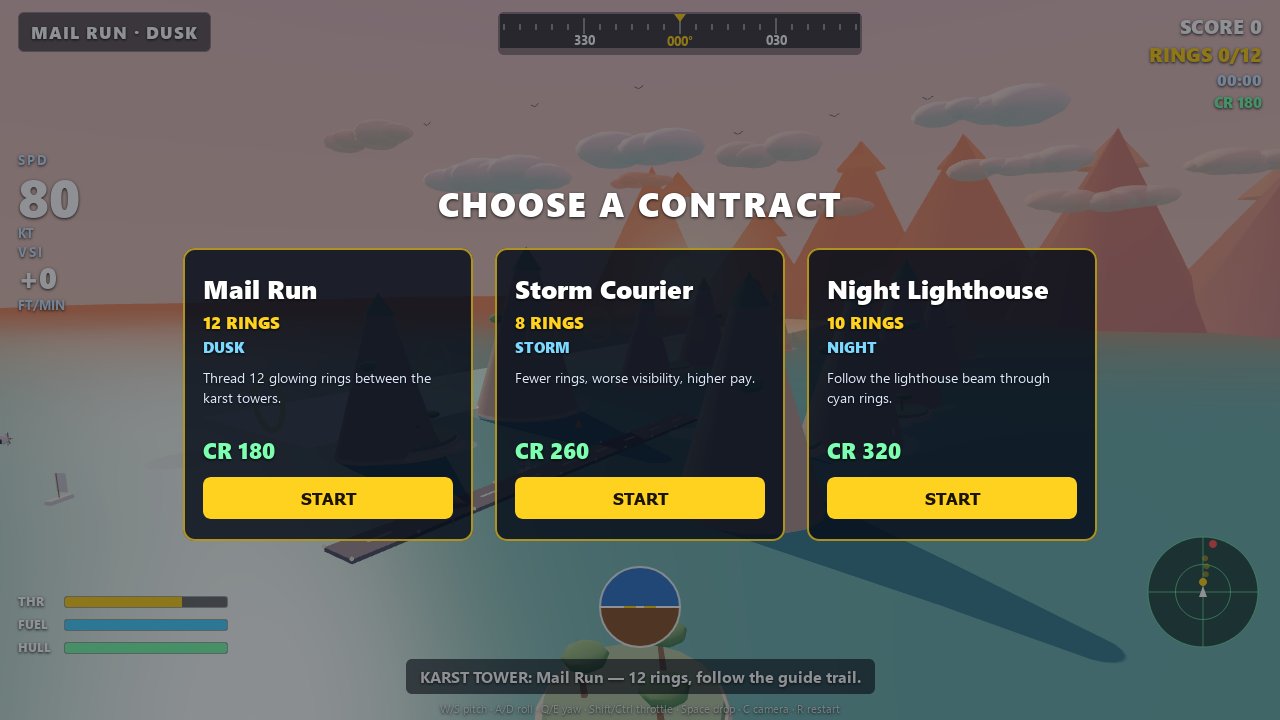 MAIL RUN · DUSK
330 000° 030
SCORE 0
RINGS 0/12
00:00
CR 180
SPD
80
KT
VSI
+0
FT/MIN
CHOOSE A CONTRACT
Mail Run
12 RINGS
DUSK
Thread 12 glowing rings between the
karst towers.
CR 180
START
Storm Courier
8 RINGS
STORM
Fewer rings, worse visibility, higher pay.
CR 260
START
Night Lighthouse
10 RINGS
NIGHT
Follow the lighthouse beam through
cyan rings.
CR 320
START
THR
FUEL
HULL
KARST TOWER: Mail Run — 12 rings, follow the guide trail.
W/S pitch · A/D roll · Q/E yaw · Shift/Ctrl throttle · Space drop · C camera · R restart